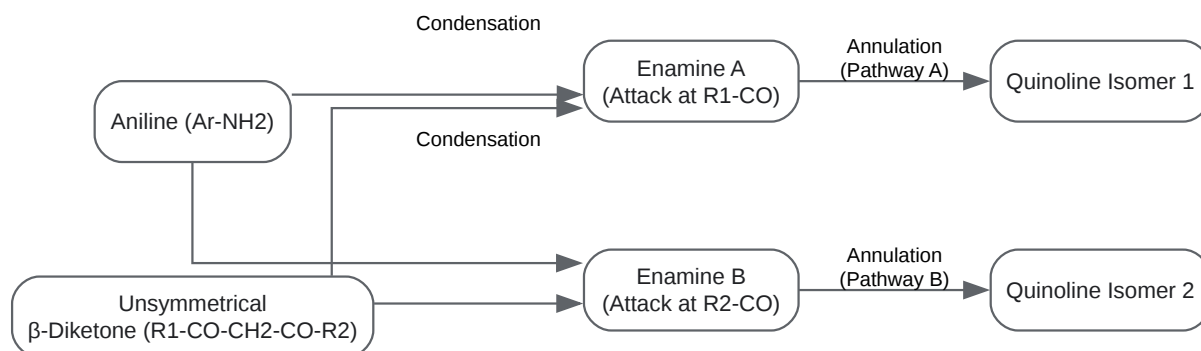 Condensation
Aniline (Ar-NH2)
Condensation
Enamine A
(Attack at R1-CO)
Annulation
(Pathway A)
Quinoline Isomer 1
Unsymmetrical
β-Diketone (R1-CO-CH2-CO-R2)
Enamine B
(Attack at R2-CO)
Annulation
(Pathway B)
Quinoline Isomer 2